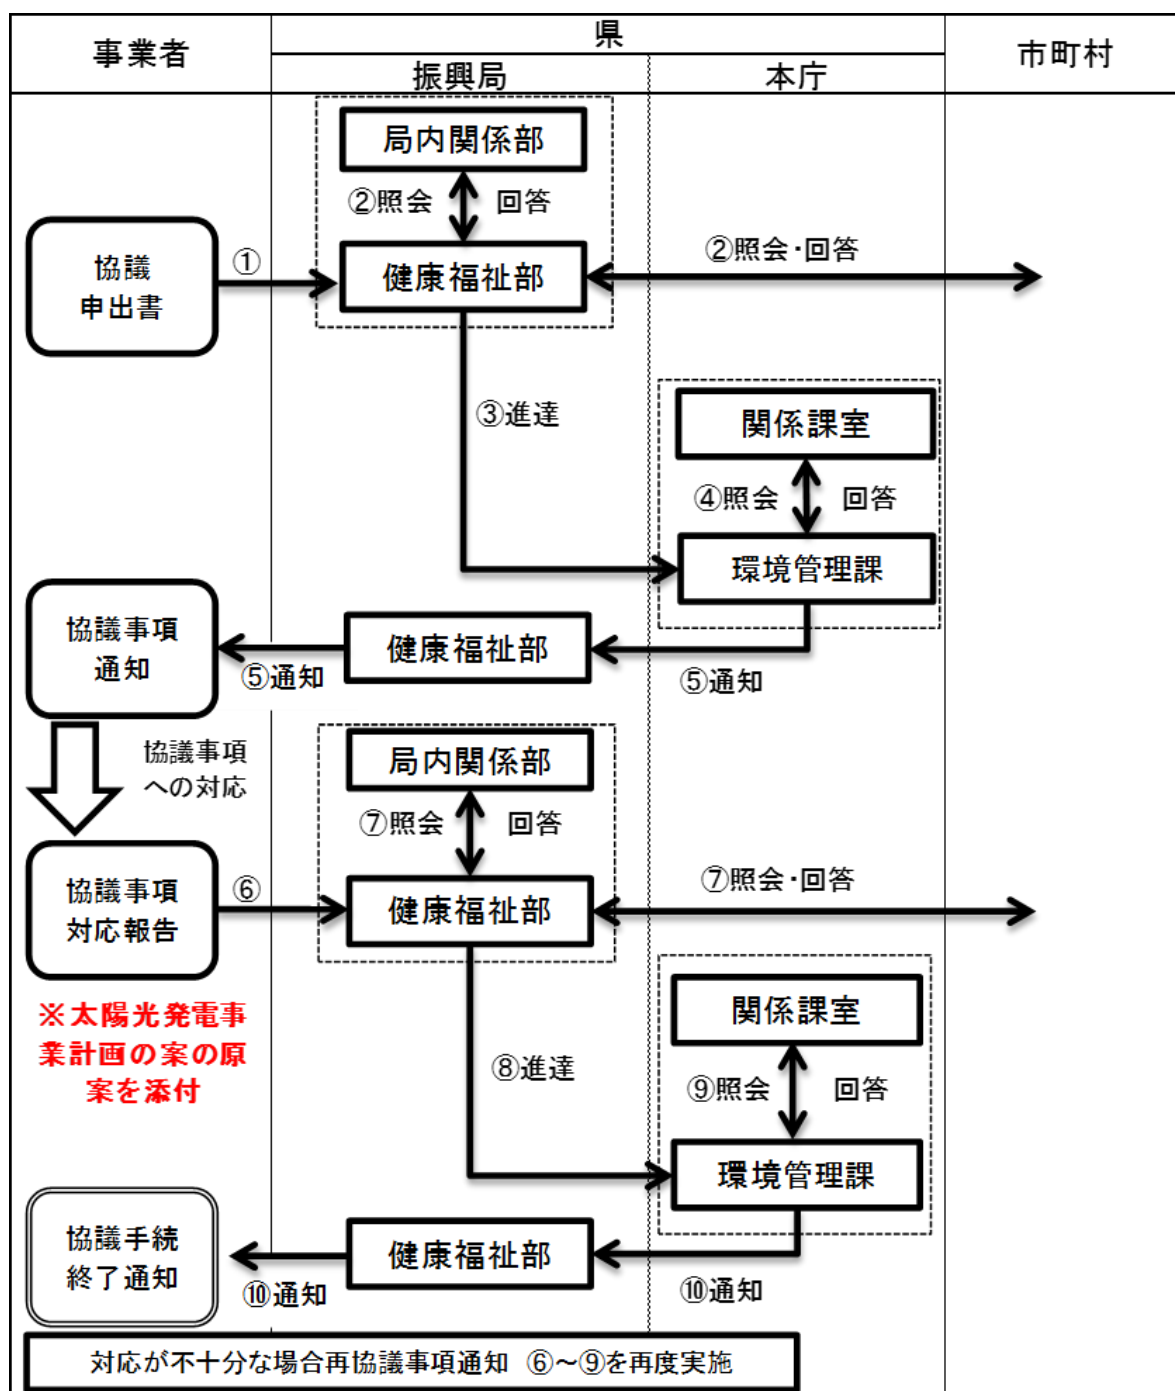 事業者
県
振興局
本庁
市町村
局内関係部
②照会
回答
協議
申出書
①
健康福祉部
②照会・回答
③進達
関係課室
④照会
回答
環境管理課
協議事項
通知
⑤通知
健康福祉部
⑤通知
協議事項
への対応
局内関係部
⑦照会
回答
協議事項
対応報告
⑥
健康福祉部
⑦照会・回答
※太陽光発電事
業計画の案の原
案を添付
⑧進達
関係課室
⑨照会
回答
環境管理課
協議手続
終了通知
⑩通知
健康福祉部
⑩通知
対応が不十分な場合再協議事項通知 ⑥～⑨を再度実施